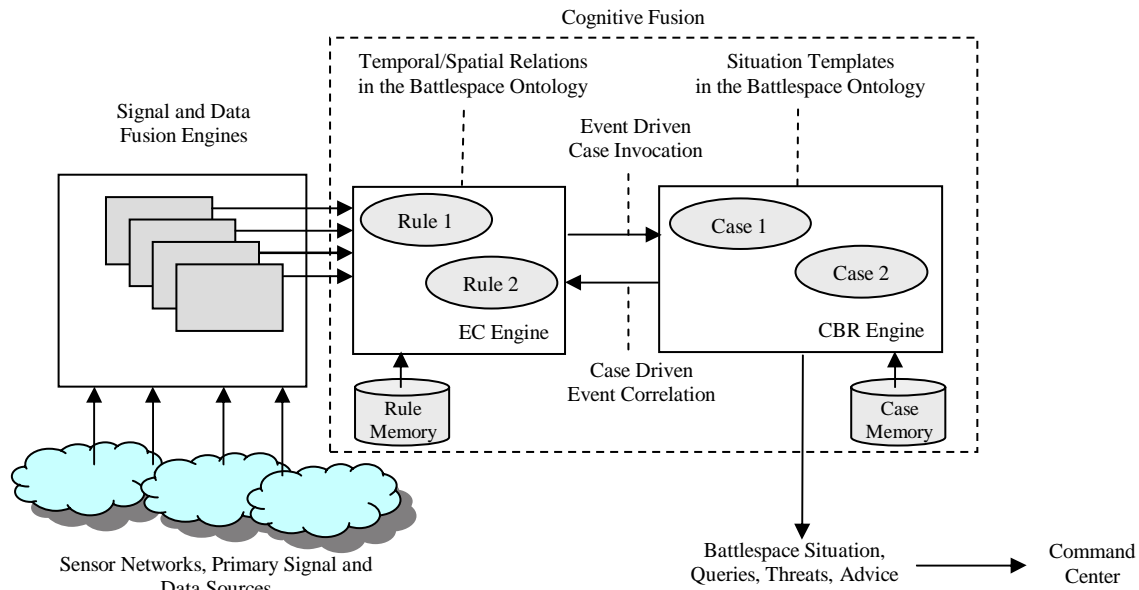 Cognitive Fusion
Temporal/Spatial Relations
in the Battlespace Ontology
Situation Templates
in the Battlespace Ontology
Signal and Data
Fusion Engines
Event Driven
Case Invocation
Rule 1
Rule 2
EC Engine
Case 1
Case 2
CBR Engine
Case Driven
Event Correlation
Rule
Memory
Case
Memory
Sensor Networks, Primary Signal and
Data Sources
Battlespace Situation,
Queries, Threats, Advice
Command
Center